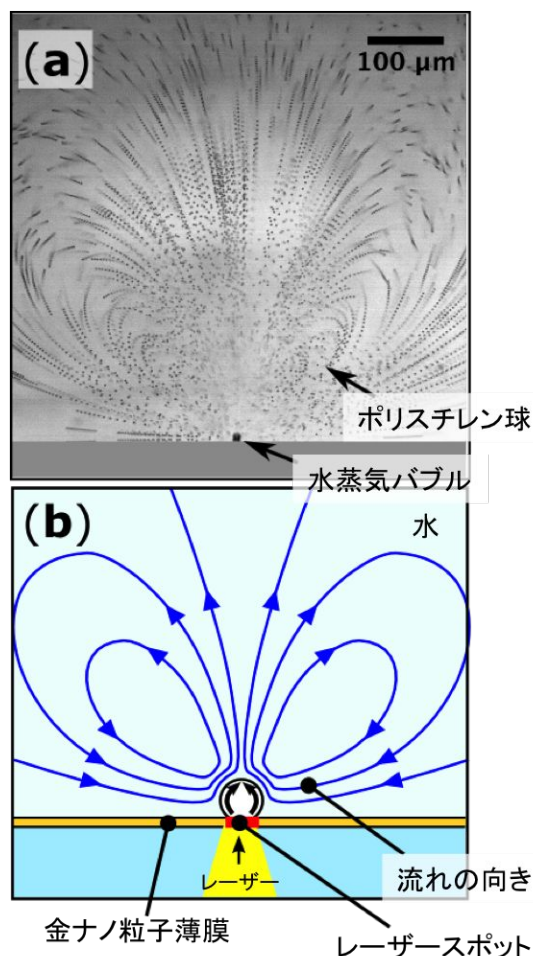 (a)
100 μm
ポリスチレン球
水蒸気バブル
(b)
水
レーザー
流れの向き
金ナノ粒子薄膜
レーザースポット